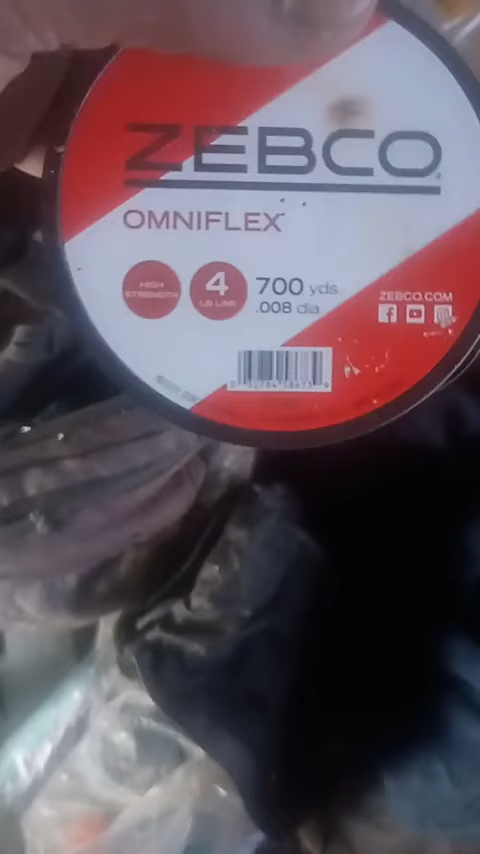 ZEBCO®
OMNIFLEX
HIGH
STRENGTH
4
LB LINE
700 yds.
.008 dia.
ZEBCO.COM